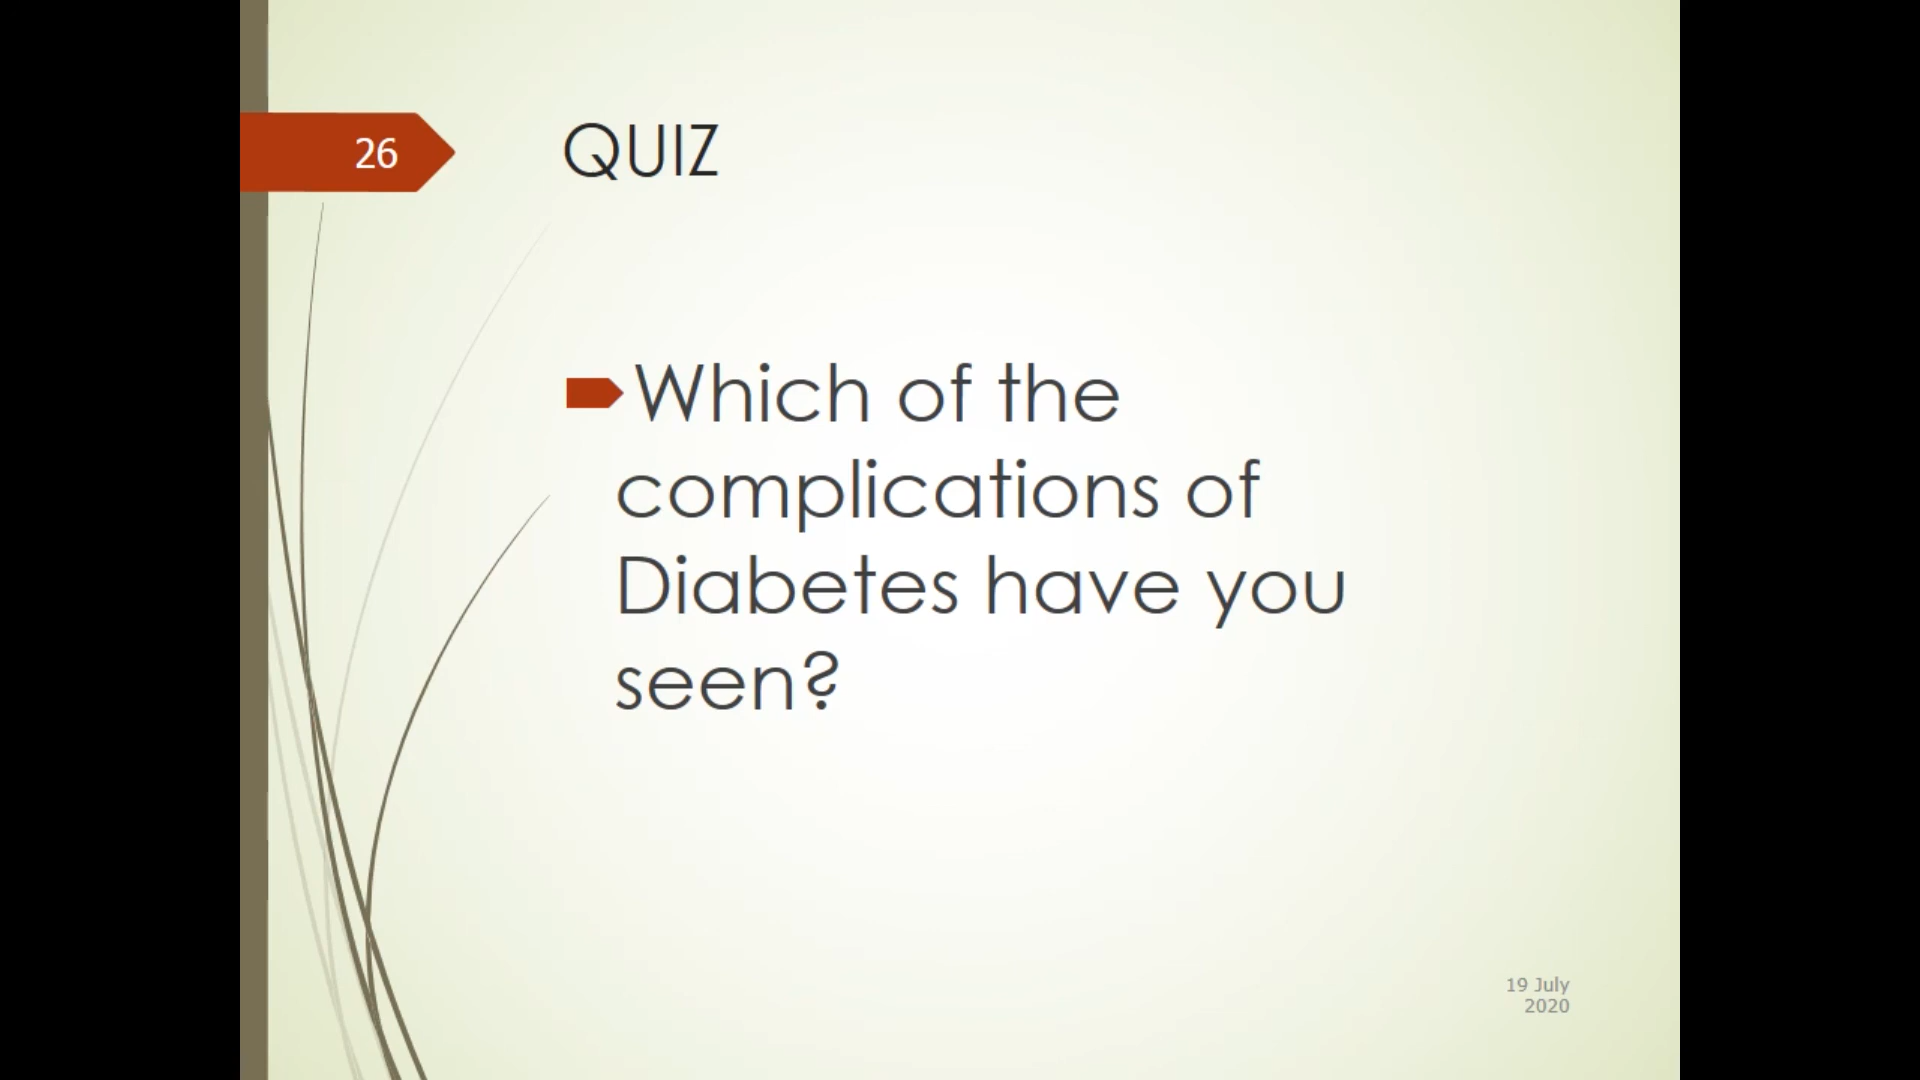 26
QUIZ
Which of the
complications of
Diabetes have you
seen?
19 July
2020